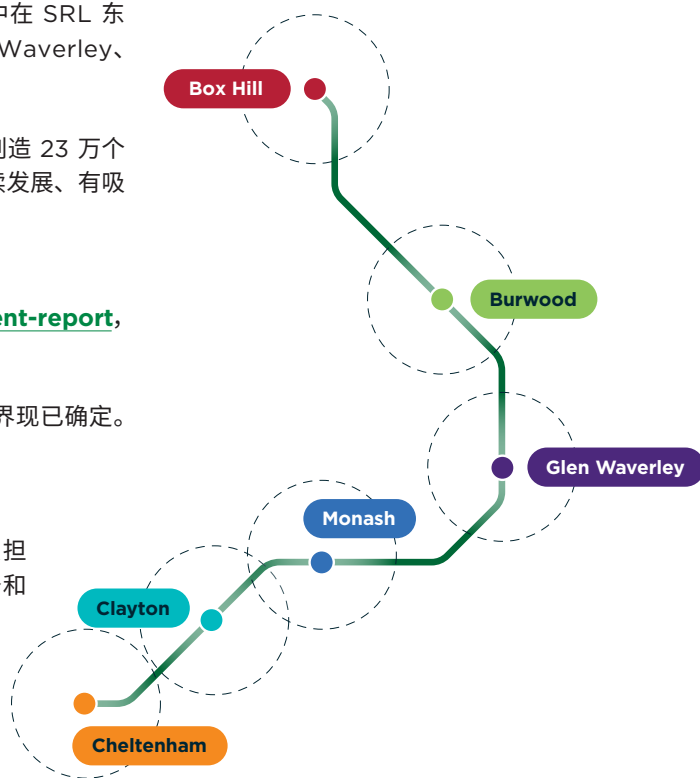 中在 SRL 东
Waverley、
造 23 万个
续发展、有吸
ent-report，
界现已确定。
担
和
Box Hill
Burwood
Glen Waverley
Monash
Clayton
Cheltenham